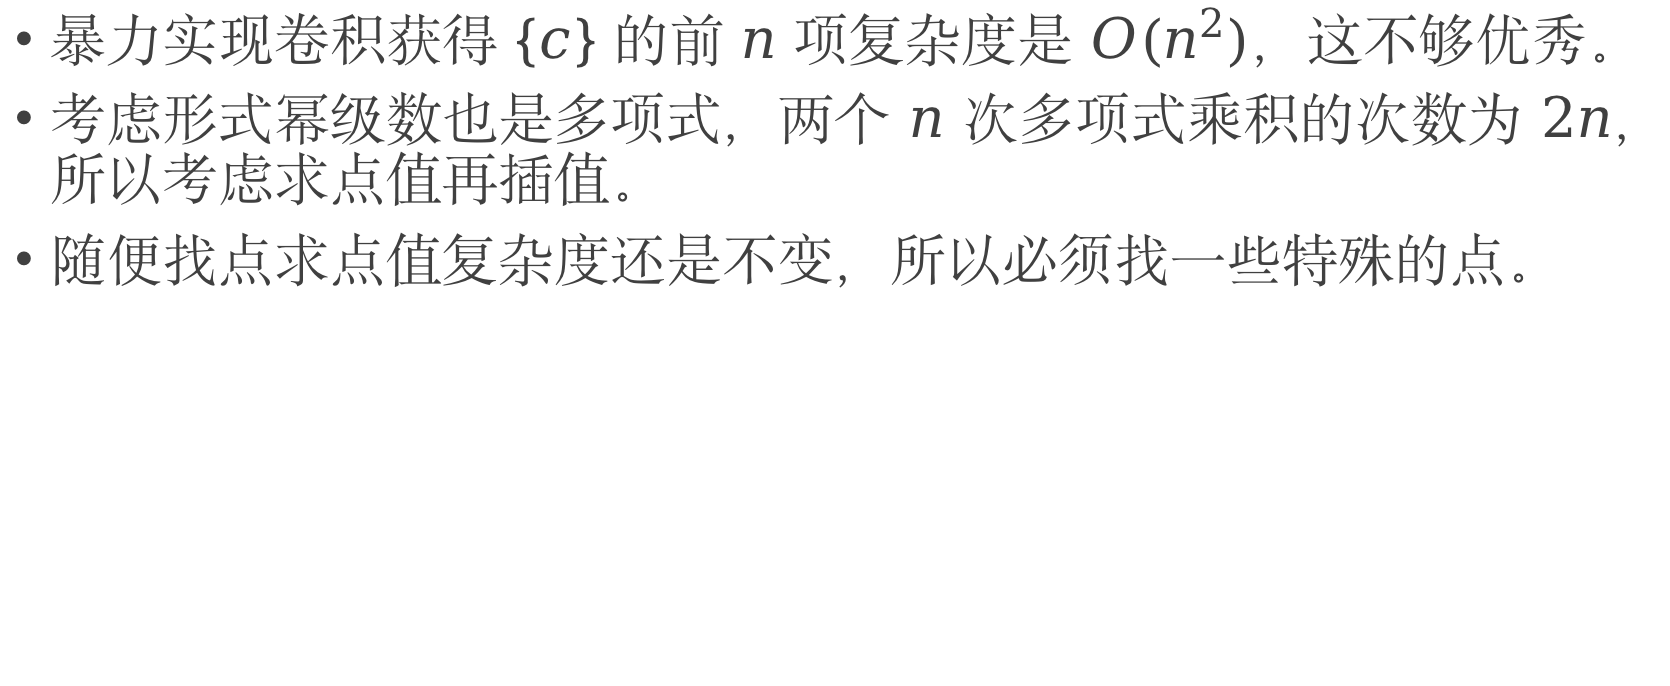 • 暴力实现卷积获得 {c} 的前 n 项复杂度是 O(n²)，这不够优秀。
• 考虑形式幂级数也是多项式，两个 n 次多项式乘积的次数为 2n，
所以考虑求点值再插值。
• 随便找点求点值复杂度还是不变，所以必须找一些特殊的点。